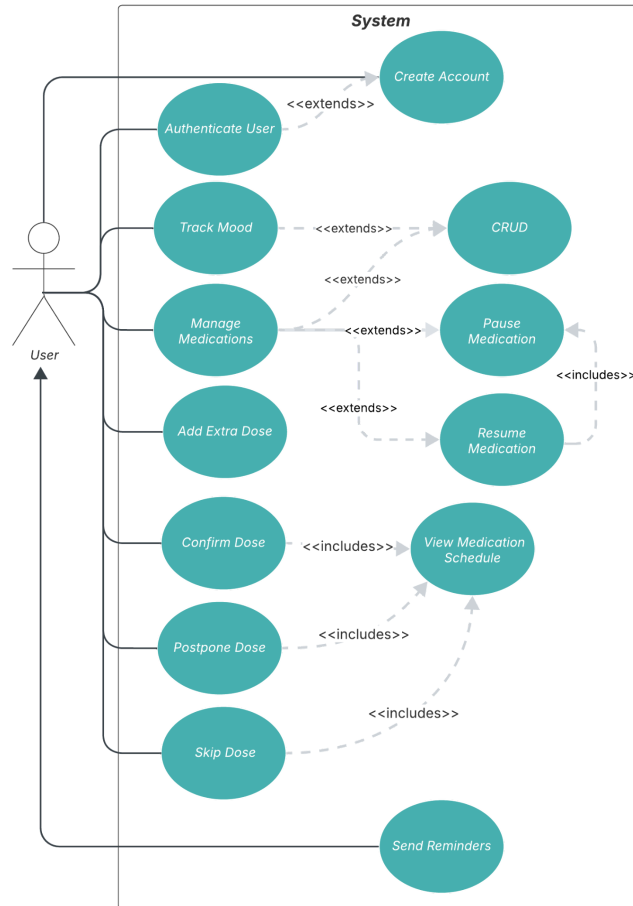 System
Create Account
<<extends>>
Authenticate User
Track Mood
<<extends>>
CRUD
<<extends>>
Manage
Medications
<<extends>>
Pause
Medication
User
<<includes>>
<<extends>>
Add Extra Dose
Resume
Medication
Confirm Dose
<<includes>>
View Medication
Schedule
Postpone Dose
<<includes>>
<<includes>>
Skip Dose
Send Reminders